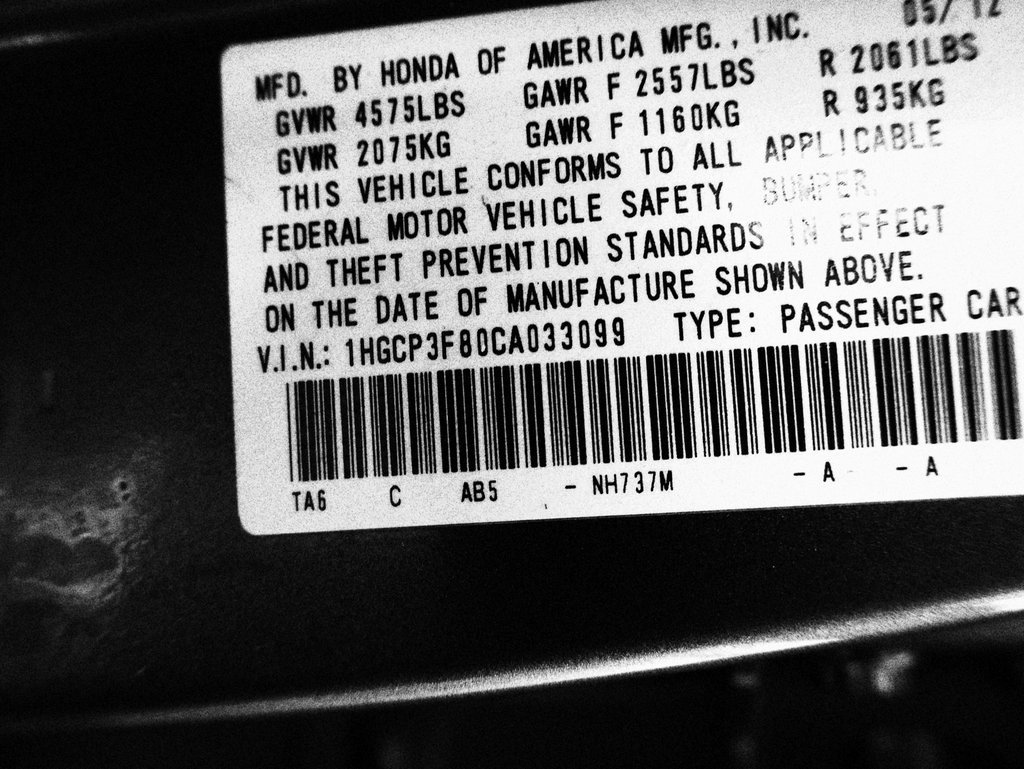 05/12
MFD. BY HONDA OF AMERICA MFG., INC.
GVWR 4575LBS GAWR F 2557LBS R 2061LBS
GVWR 2075KG GAWR F 1160KG R 935KG
THIS VEHICLE CONFORMS TO ALL APPLICABLE
FEDERAL MOTOR VEHICLE SAFETY, BUMPER,
AND THEFT PREVENTION STANDARDS IN EFFECT
ON THE DATE OF MANUFACTURE SHOWN ABOVE.
V.I.N.: 1HGCP3F80CA033099 TYPE: PASSENGER CAR
TA6 C AB5 - NH737M - A - A